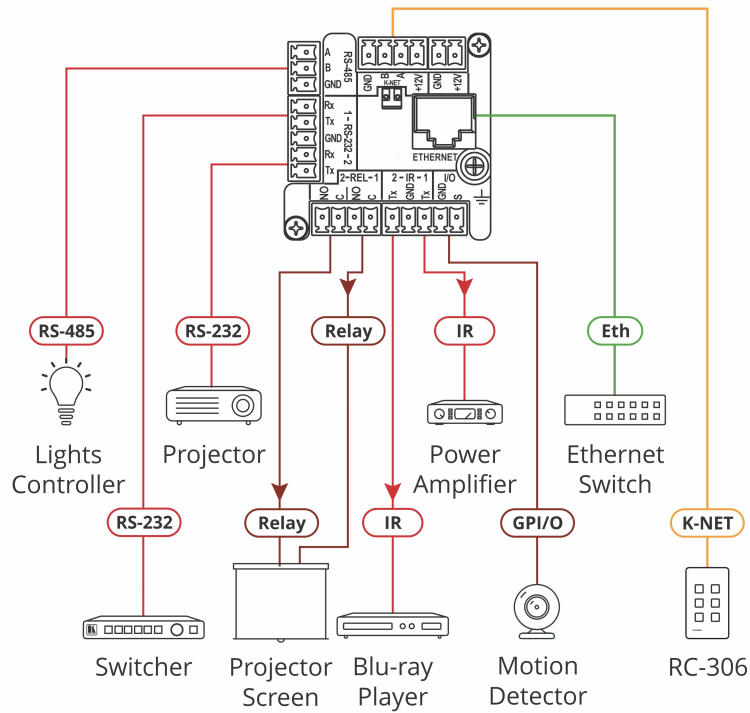 A
B
GND
RS-485
Rx
Tx
GND
Rx
Tx
1 - RS-232 - 2
GND
B
A
+12V
GND
+12V
K-NET
ETHERNET
2-REL-1
2 - IR - 1
I/O
NO
C
NO
C
Tx
GND
Tx
GND
S
RS-485
RS-232
Relay
IR
Eth
Lights
Controller
Projector
Power
Amplifier
Ethernet
Switch
RS-232
Relay
IR
GPI/O
K-NET
Switcher
Projector
Screen
Blu-ray
Player
Motion
Detector
RC-306